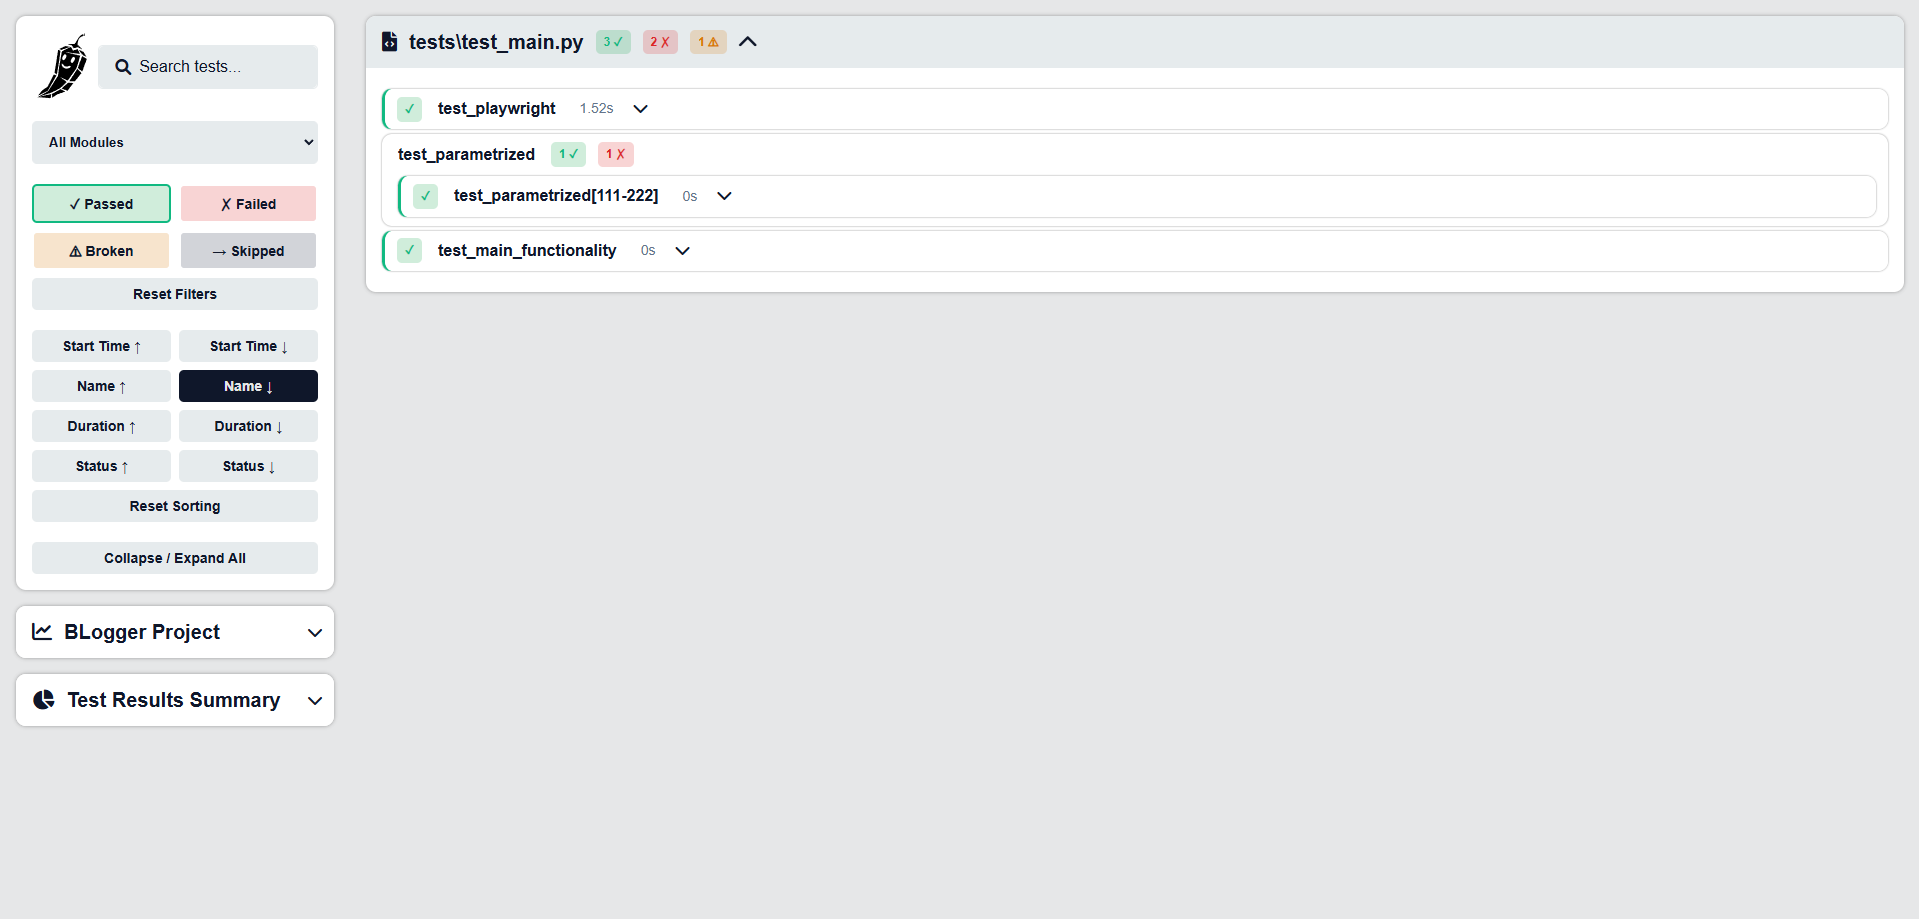 Search tests...
All Modules
✓ Passed
✗ Failed
⚠ Broken
→ Skipped
Reset Filters
Start Time ↑
Start Time ↓
Name ↑
Name ↓
Duration ↑
Duration ↓
Status ↑
Status ↓
Reset Sorting
Collapse / Expand All
BLogger Project
Test Results Summary
tests\test_main.py 3 ✓ 2 ✗ 1 ⚠
✓ test_playwright 1.52s
test_parametrized 1 ✓ 1 ✗
✓ test_parametrized[111-222] 0s
✓ test_main_functionality 0s